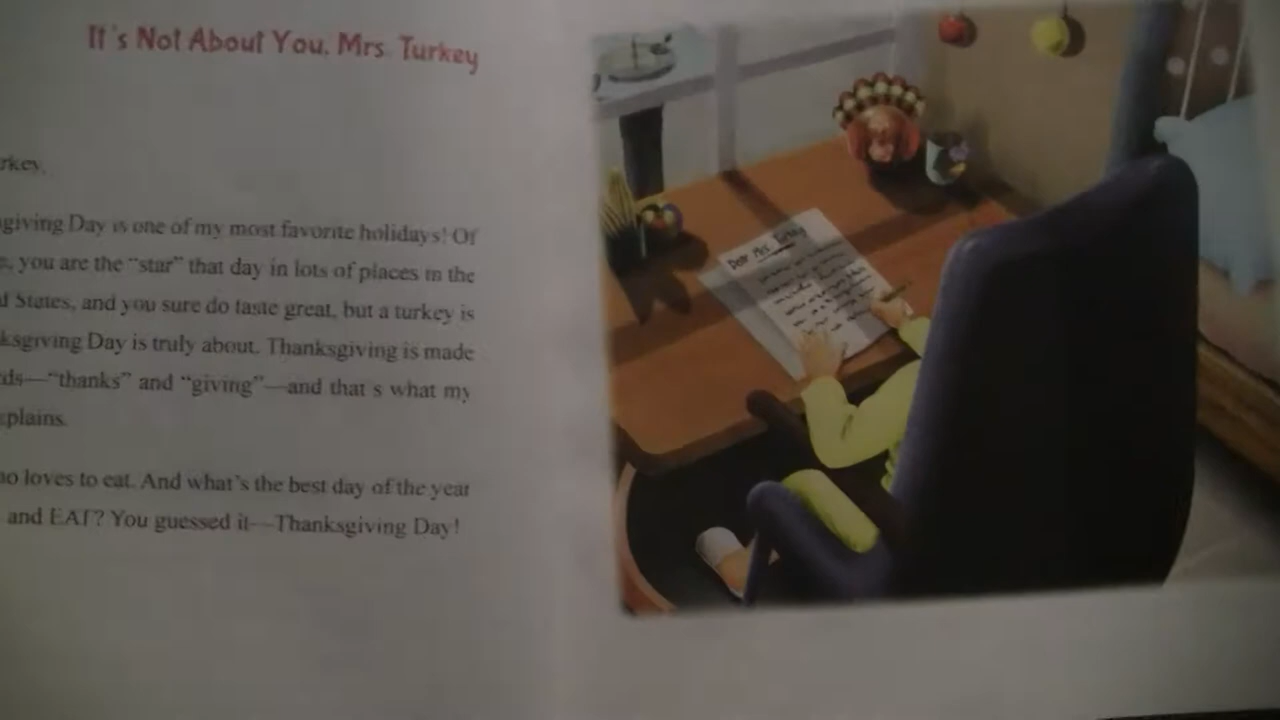 It's Not About You, Mrs. Turkey
rkey,
giving Day is one of my most favorite holidays! Of
, you are the “star” that day in lots of places in the
d States, and you sure do taste great, but a turkey is
ksgiving Day is truly about. Thanksgiving is made
ds—“thanks” and “giving”—and that s what my
plains.
o loves to eat. And what's the best day of the year
and EAT? You guessed it—Thanksgiving Day!
Dear Mrs. Turkey